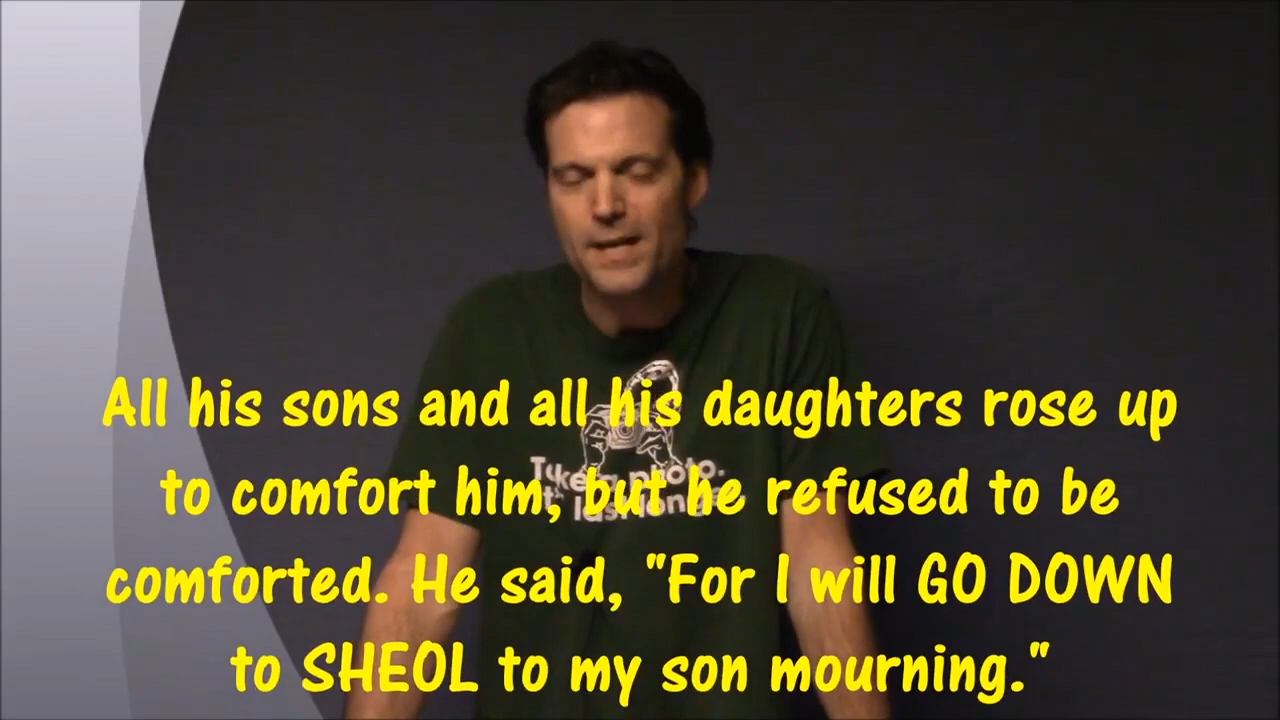 All his sons and all his daughters rose up
to comfort him, but he refused to be
comforted. He said, "For I will GO DOWN
to SHEOL to my son mourning."
photo.